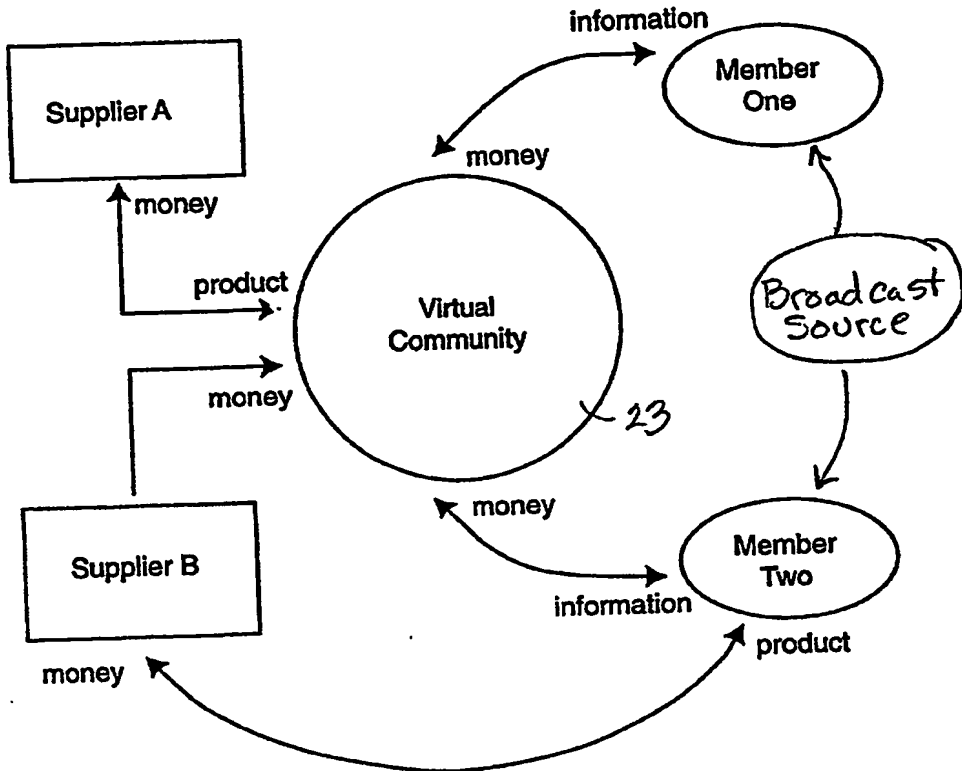 information
Member
One
Supplier A
money
money
product
Virtual
Community
Broadcast
Source
money
23
money
Supplier B
Member
Two
information
product
money